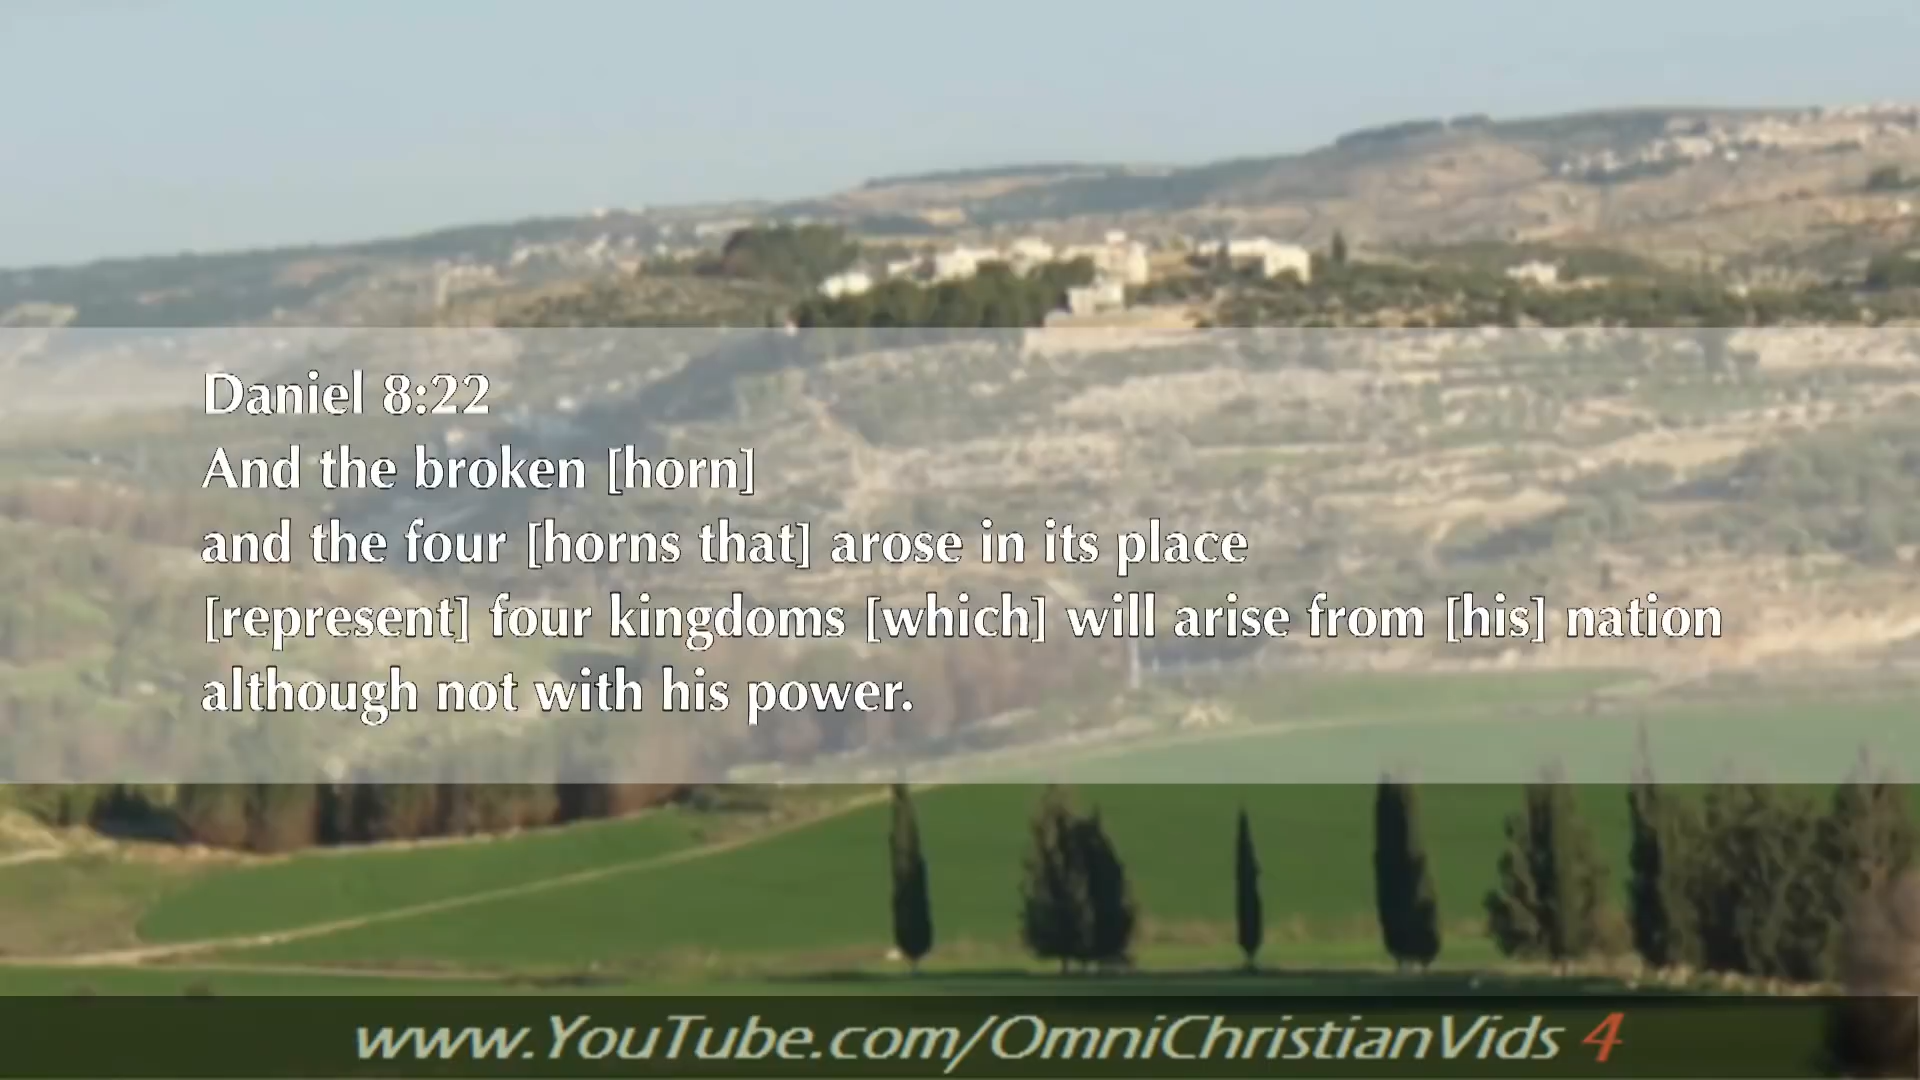 Daniel 8:22
And the broken [horn]
and the four [horns that] arose in its place
[represent] four kingdoms [which] will arise from [his] nation
although not with his power.
www.YouTube.com/OmniChristianVids 4